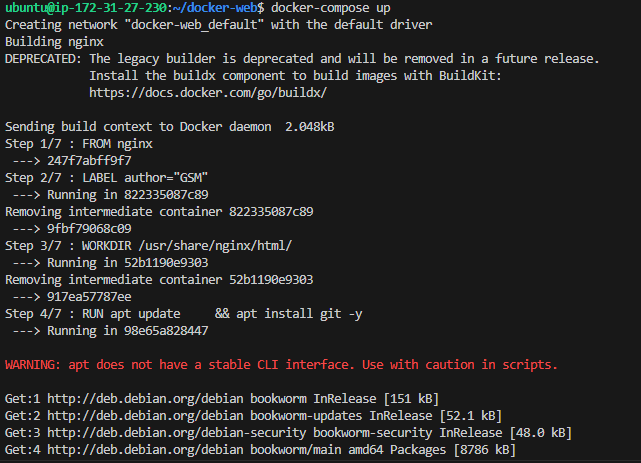 ubuntu@ip-172-31-27-230:~/docker-web$ docker-compose up
Creating network "docker-web_default" with the default driver
Building nginx
DEPRECATED: The legacy builder is deprecated and will be removed in a future release.
            Install the buildx component to build images with BuildKit:
            https://docs.docker.com/go/buildx/

Sending build context to Docker daemon  2.048kB
Step 1/7 : FROM nginx
 ---> 247f7abff9f7
Step 2/7 : LABEL author="GSM"
 ---> Running in 822335087c89
Removing intermediate container 822335087c89
 ---> 9fbf79068c09
Step 3/7 : WORKDIR /usr/share/nginx/html/
 ---> Running in 52b1190e9303
Removing intermediate container 52b1190e9303
 ---> 917ea57787ee
Step 4/7 : RUN apt update     && apt install git -y
 ---> Running in 98e65a828447

WARNING: apt does not have a stable CLI interface. Use with caution in scripts.

Get:1 http://deb.debian.org/debian bookworm InRelease [151 kB]
Get:2 http://deb.debian.org/debian bookworm-updates InRelease [52.1 kB]
Get:3 http://deb.debian.org/debian-security bookworm-security InRelease [48.0 kB]
Get:4 http://deb.debian.org/debian bookworm/main amd64 Packages [8786 kB]